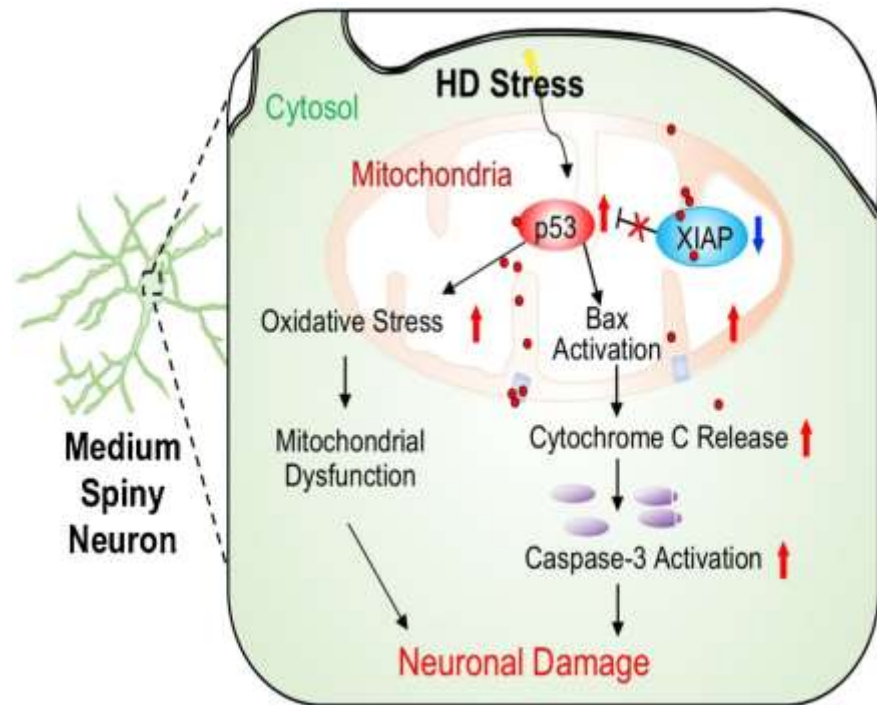 HD Stress
Cytosol
Mitochondria
p53
XIAP
Oxidative Stress
Bax
Activation
Mitochondrial
Dysfunction
Cytochrome C Release
Caspase-3 Activation
Neuronal Damage
Medium
Spiny
Neuron